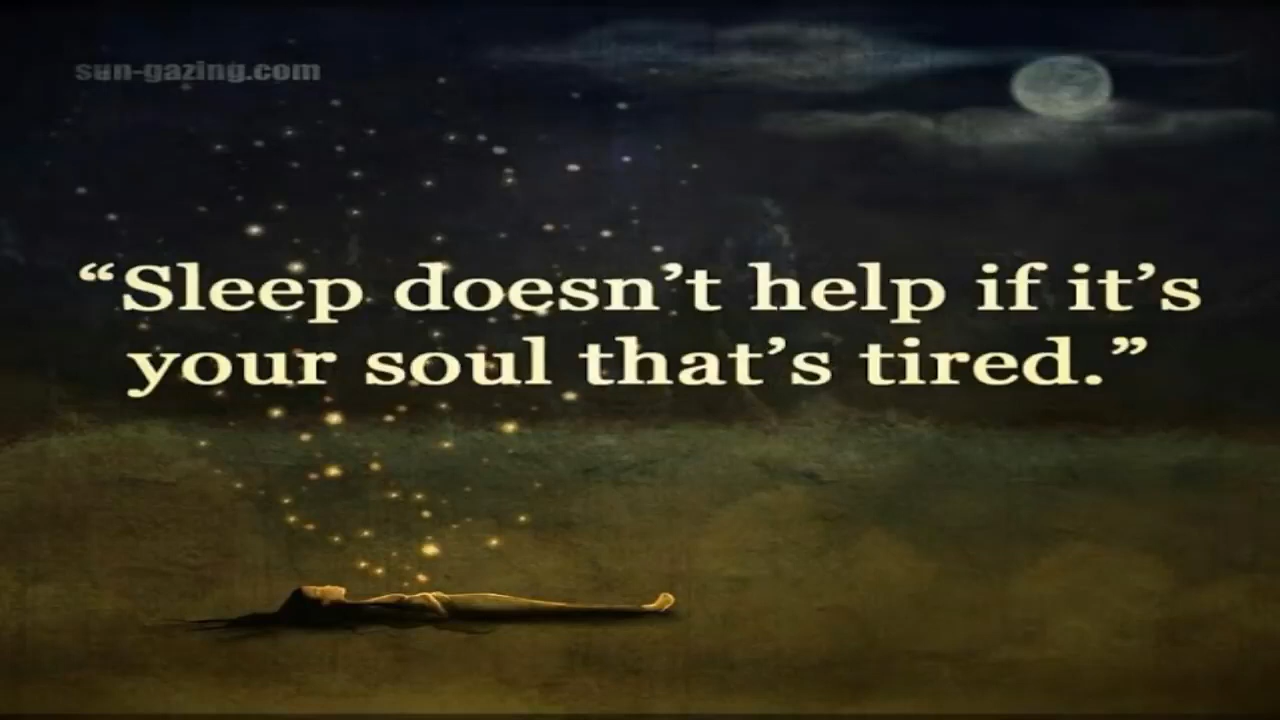 sun-gazing.com
“Sleep doesn’t help if it’s
your soul that’s tired.”